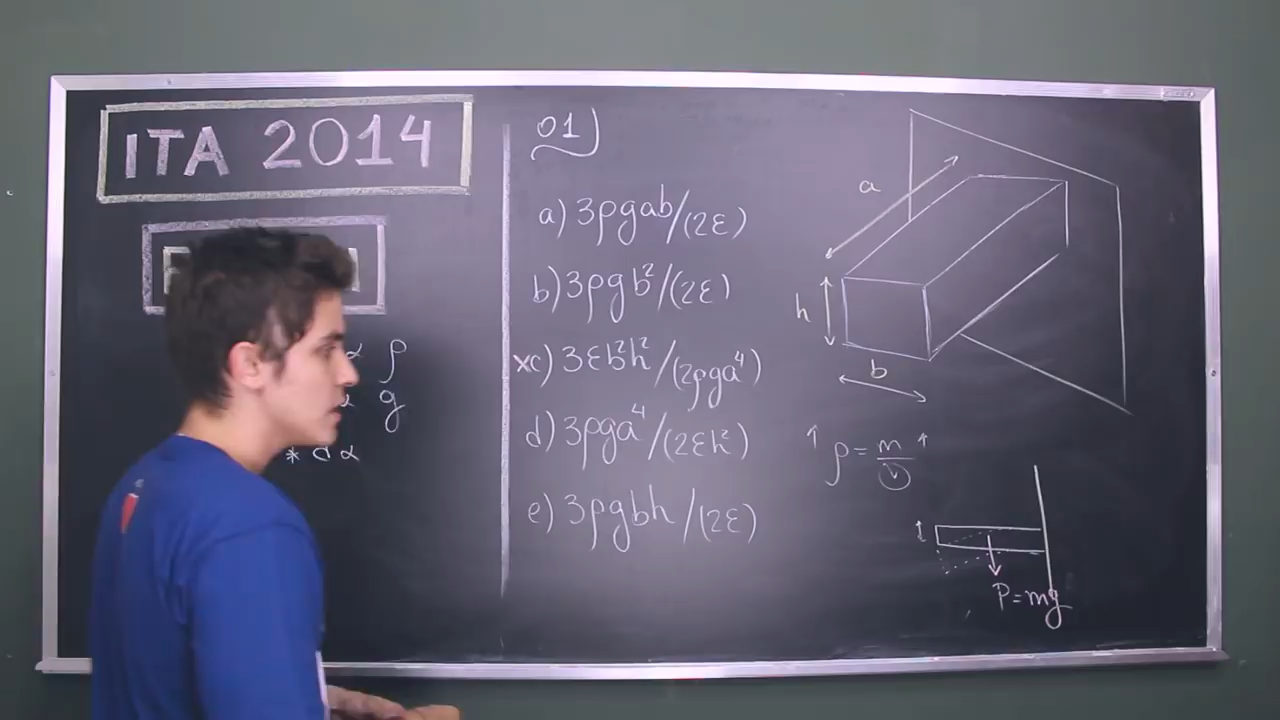 ITA 2014
α ρ
α g
* d α
01)
a) 3ρgab/(2ε)
b) 3ρgb²/(2ε)
xc) 3εb²h²/(2ρga⁴)
d) 3ρga⁴/(2εh²)
e) 3ρgbh/(2ε)
a
h
b
↑ ρ = m/v ↑
P=mg